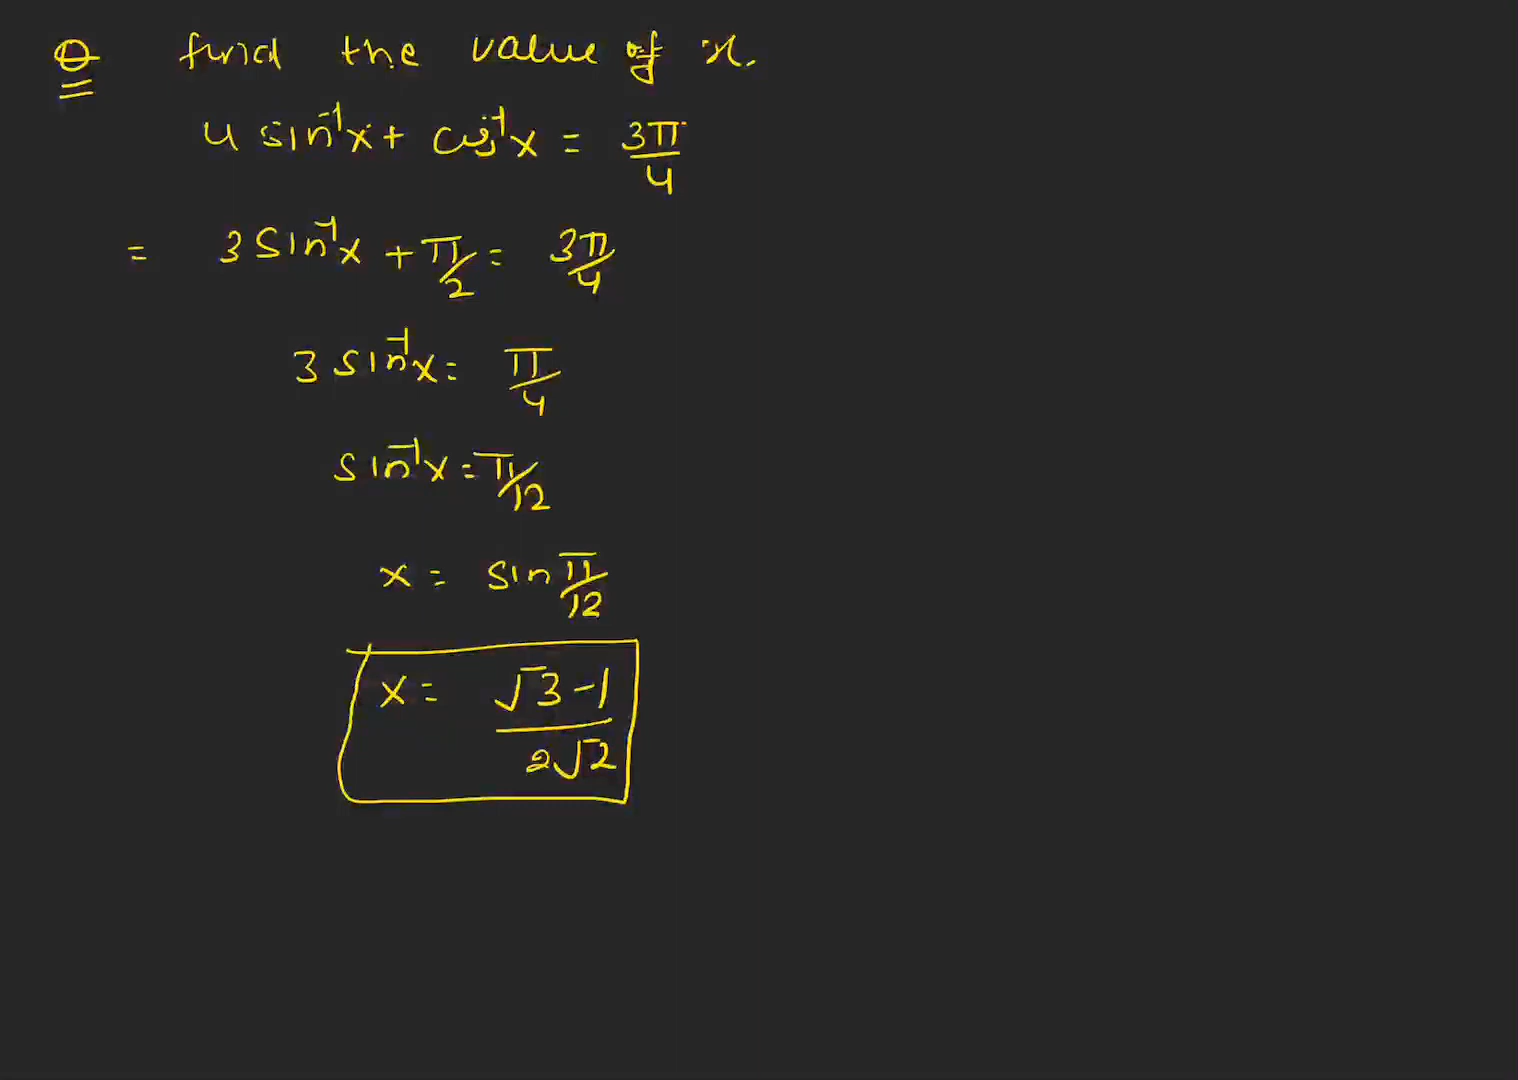 Q find the value of x.
4 sin⁻¹x + cos⁻¹x = 3π/4
= 3 sin⁻¹x + π/2 = 3π/4
3 sin⁻¹x = π/4
sin⁻¹x = π/12
x = sin π/12
x = √3-1/2√2